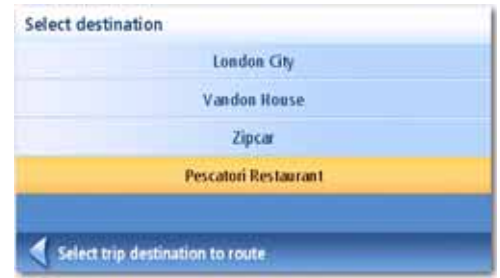 Select destination
London City
Vandon House
Zipcar
Pescatori Restaurant
Select trip destination to route